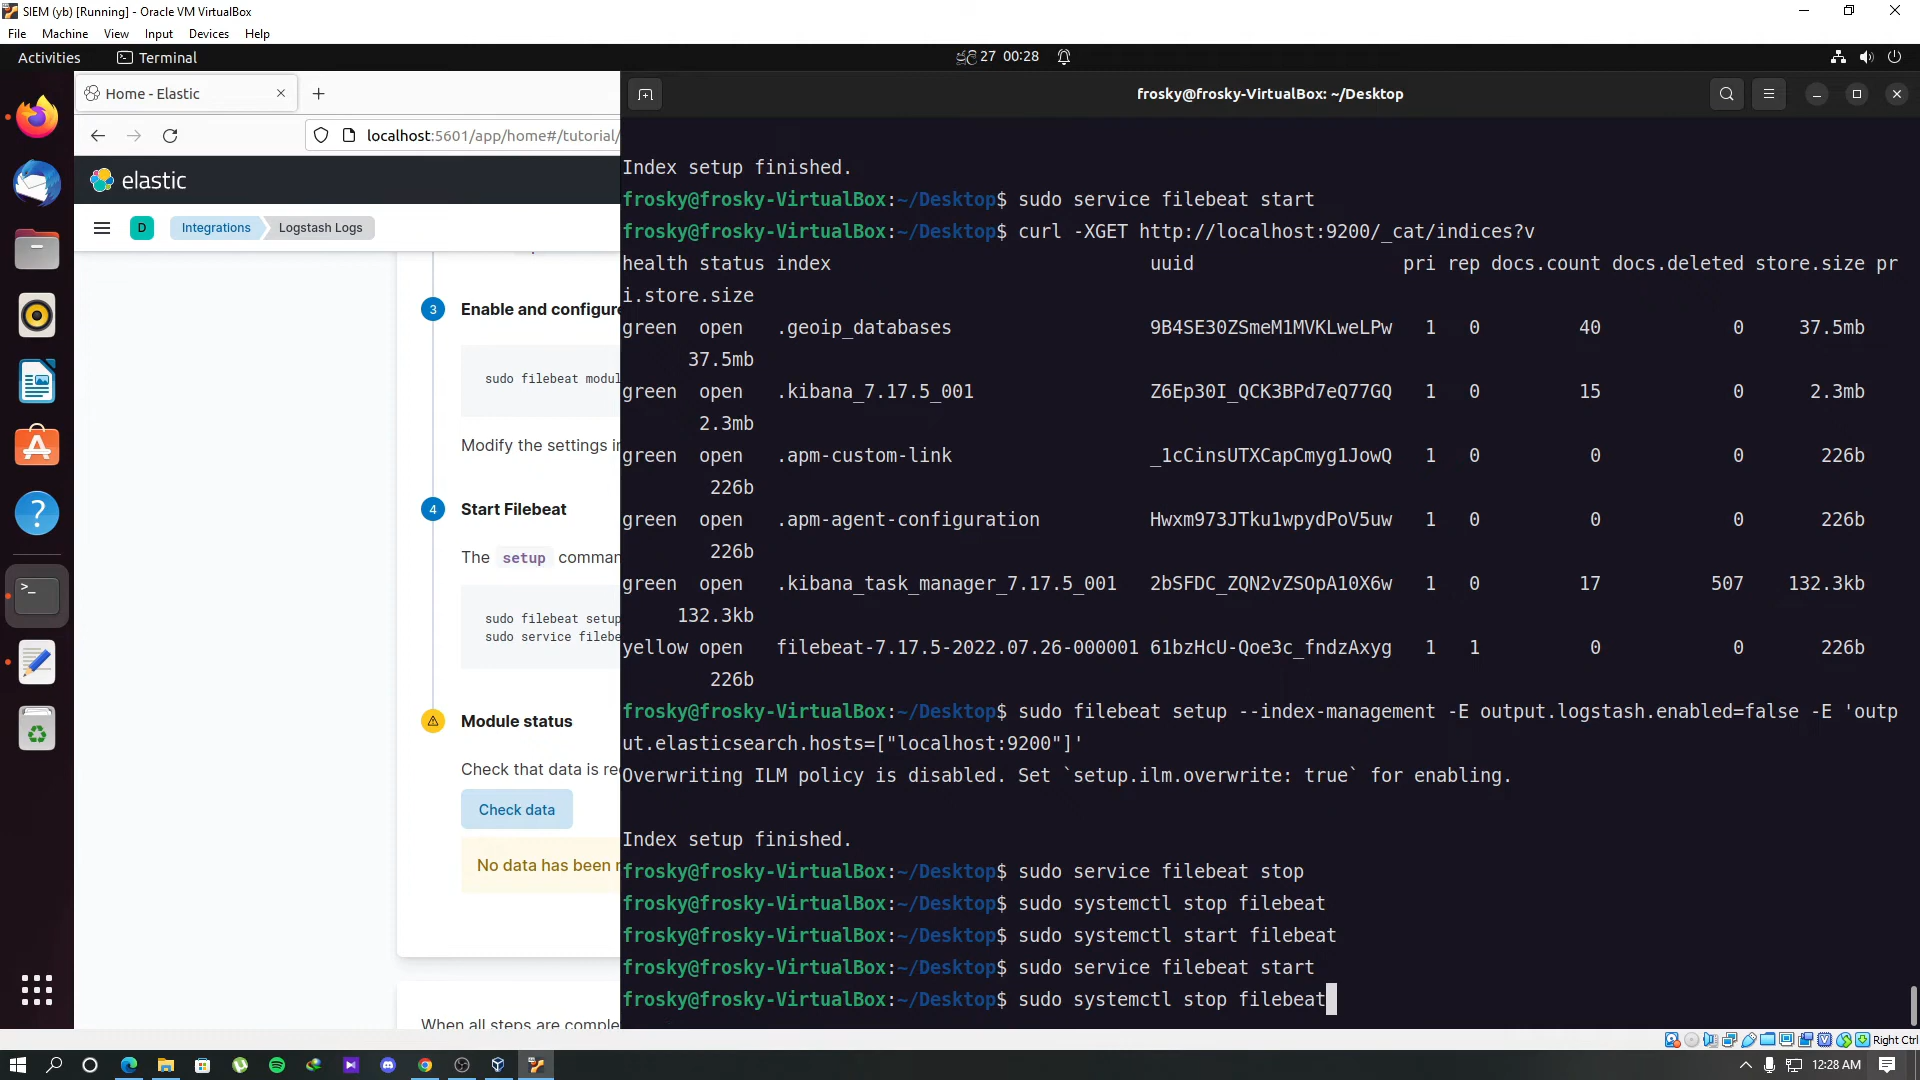 SIEM (yb) [Running] - Oracle VM VirtualBox
File Machine View Input Devices Help
Activities Terminal ජූලි 27 00:28
Home - Elastic
frosky@frosky-VirtualBox: ~/Desktop
localhost:5601/app/home#/tutorial/
elastic
D Integrations Logstash Logs
3 Enable and configure
sudo filebeat modul
Modify the settings in
4 Start Filebeat
The setup comman
sudo filebeat setup
sudo service filebe
Module status
Check that data is re
Check data
No data has been r
When all steps are comple
Index setup finished.
frosky@frosky-VirtualBox:~/Desktop$ sudo service filebeat start
frosky@frosky-VirtualBox:~/Desktop$ curl -XGET http://localhost:9200/_cat/indices?v
health status index uuid pri rep docs.count docs.deleted store.size pr
i.store.size
green open .geoip_databases 9B4SE30ZSmeM1MVKLweLPw 1 0 40 0 37.5mb
37.5mb
green open .kibana_7.17.5_001 Z6Ep30I_QCK3BPd7eQ77GQ 1 0 15 0 2.3mb
2.3mb
green open .apm-custom-link _1cCinsUTXCapCmyg1JowQ 1 0 0 0 226b
226b
green open .apm-agent-configuration Hwxm973JTku1wpydPoV5uw 1 0 0 0 226b
226b
green open .kibana_task_manager_7.17.5_001 2bSFDC_ZQN2vZSOpA10X6w 1 0 17 507 132.3kb
132.3kb
yellow open filebeat-7.17.5-2022.07.26-000001 61bzHcU-Qoe3c_fndzAxyg 1 1 0 0 226b
226b
frosky@frosky-VirtualBox:~/Desktop$ sudo filebeat setup --index-management -E output.logstash.enabled=false -E 'outp
ut.elasticsearch.hosts=["localhost:9200"]'
Overwriting ILM policy is disabled. Set `setup.ilm.overwrite: true` for enabling.
Index setup finished.
frosky@frosky-VirtualBox:~/Desktop$ sudo service filebeat stop
frosky@frosky-VirtualBox:~/Desktop$ sudo systemctl stop filebeat
frosky@frosky-VirtualBox:~/Desktop$ sudo systemctl start filebeat
frosky@frosky-VirtualBox:~/Desktop$ sudo service filebeat start
frosky@frosky-VirtualBox:~/Desktop$ sudo systemctl stop filebeat
Right Ctrl
12:28 AM